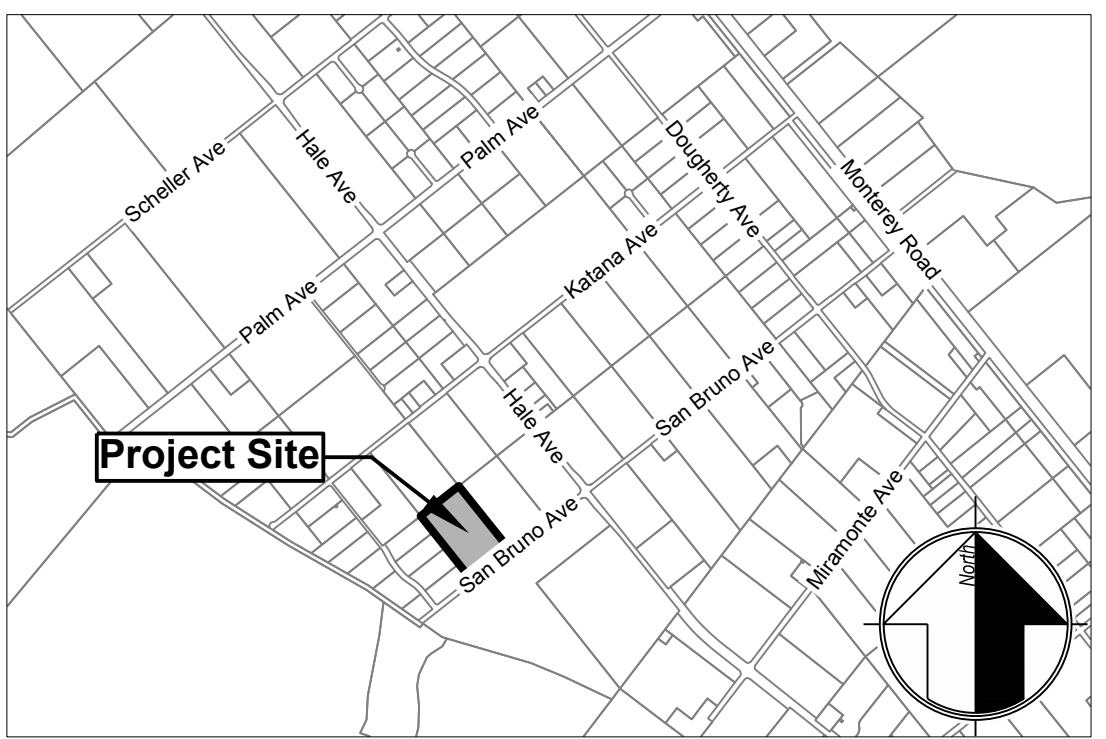 Scheller Ave
Hale Ave
Palm Ave
Dougherty Ave
Monterey Road
Katana Ave
Palm Ave
San Bruno Ave
Hale Ave
Project Site
San Bruno Ave
Miramonte Ave
North